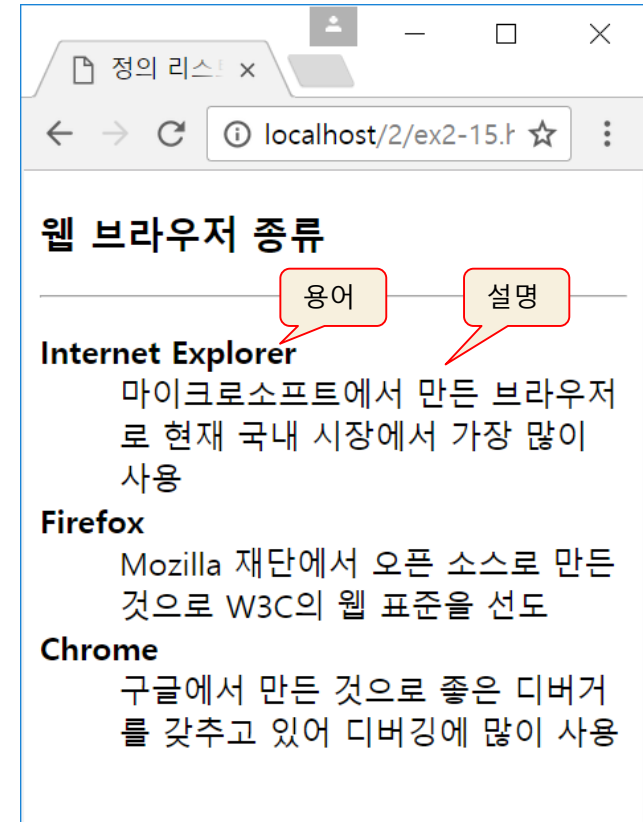 정의 리스
localhost/2/ex2-15.h
웹 브라우저 종류
용어
설명
Internet Explorer
마이크로소프트에서 만든 브라우저
로 현재 국내 시장에서 가장 많이
사용
Firefox
Mozilla 재단에서 오픈 소스로 만든
것으로 W3C의 웹 표준을 선도
Chrome
구글에서 만든 것으로 좋은 디버거
를 갖추고 있어 디버깅에 많이 사용